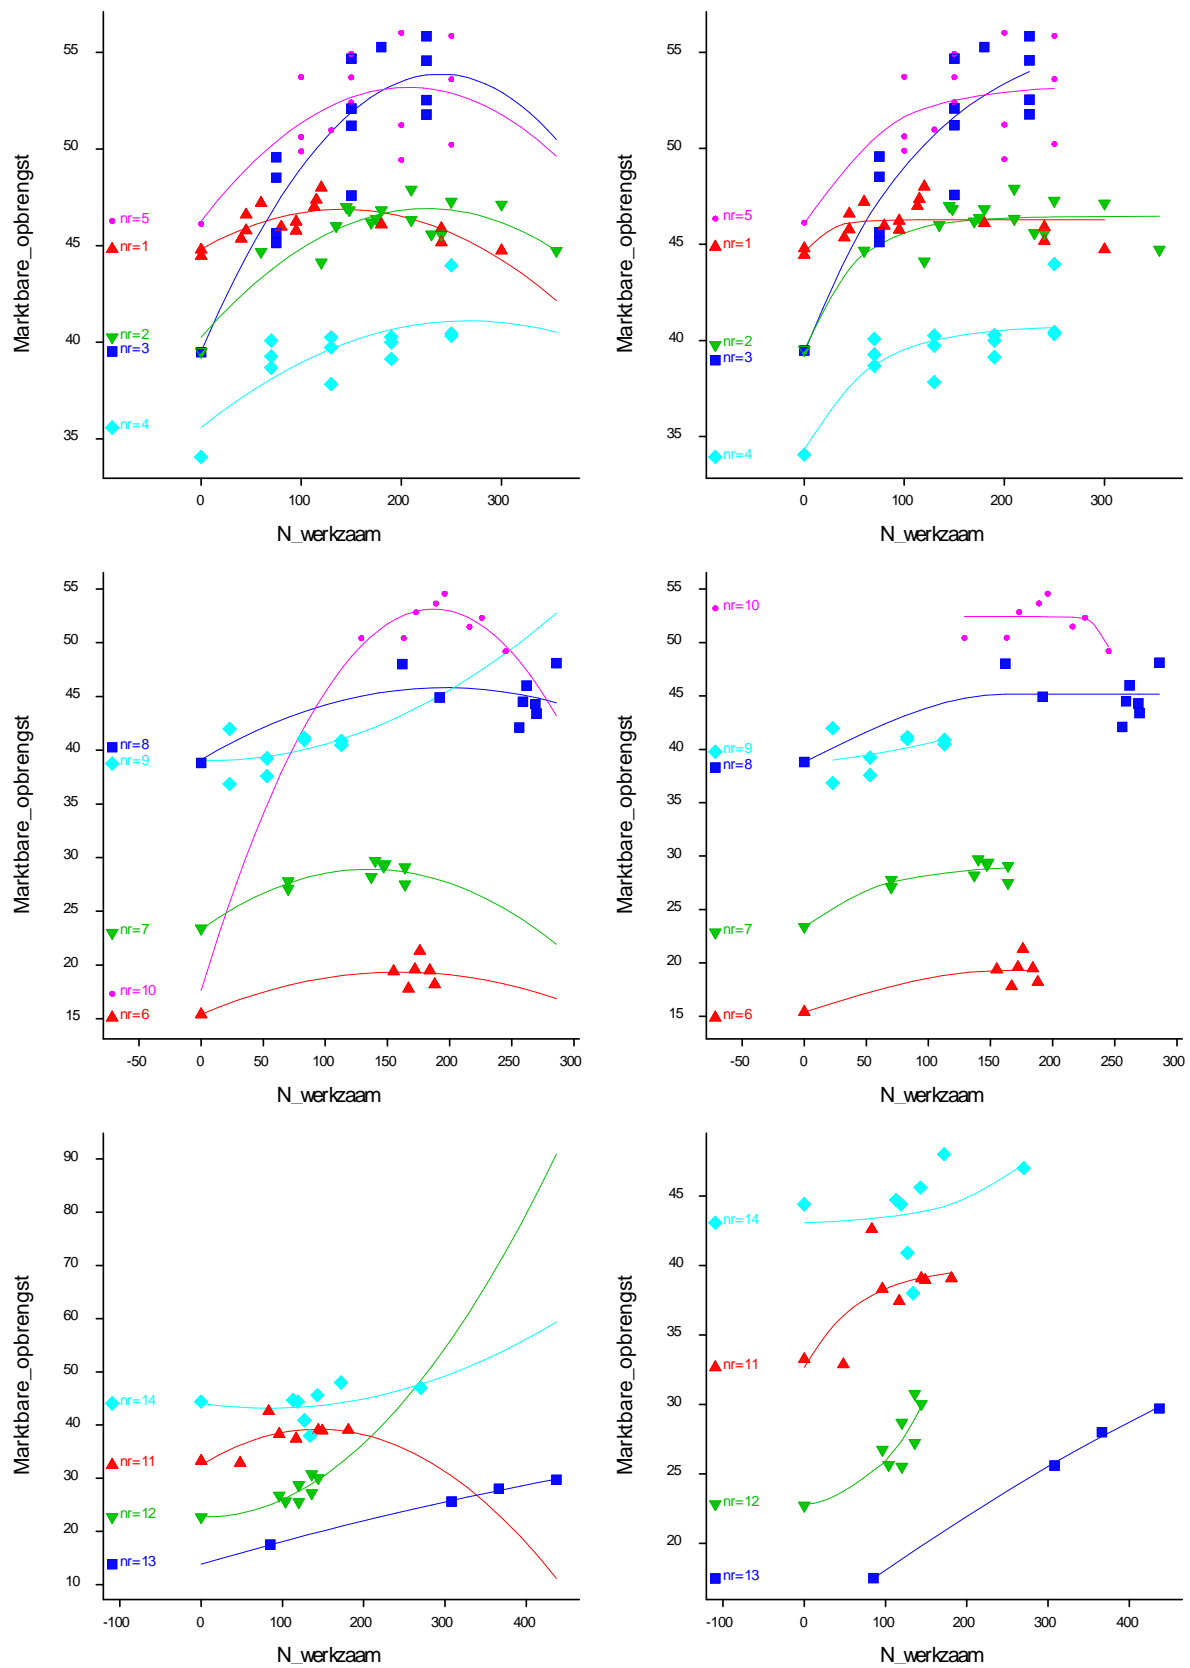 55
50
45
40
35
Marktbare_opbrengst
nr=5
nr=1
nr=2
nr=3
nr=4
0 100 200 300
N_werkzaam
55
50
45
40
35
Marktbare_opbrengst
nr=5
nr=1
nr=2
nr=3
nr=4
0 100 200 300
N_werkzaam
55
50
45
40
35
30
25
20
15
Marktbare_opbrengst
nr=8
nr=9
nr=7
nr=10
nr=6
-50 0 50 100 150 200 250 300
N_werkzaam
55
50
45
40
35
30
25
20
15
Marktbare_opbrengst
nr=10
nr=9
nr=8
nr=7
nr=6
-50 0 50 100 150 200 250 300
N_werkzaam
90
80
70
60
50
40
30
20
10
Marktbare_opbrengst
nr=14
nr=11
nr=12
nr=13
-100 0 100 200 300 400
N_werkzaam
45
40
35
30
25
20
Marktbare_opbrengst
nr=14
nr=11
nr=12
nr=13
-100 0 100 200 300 400
N_werkzaam